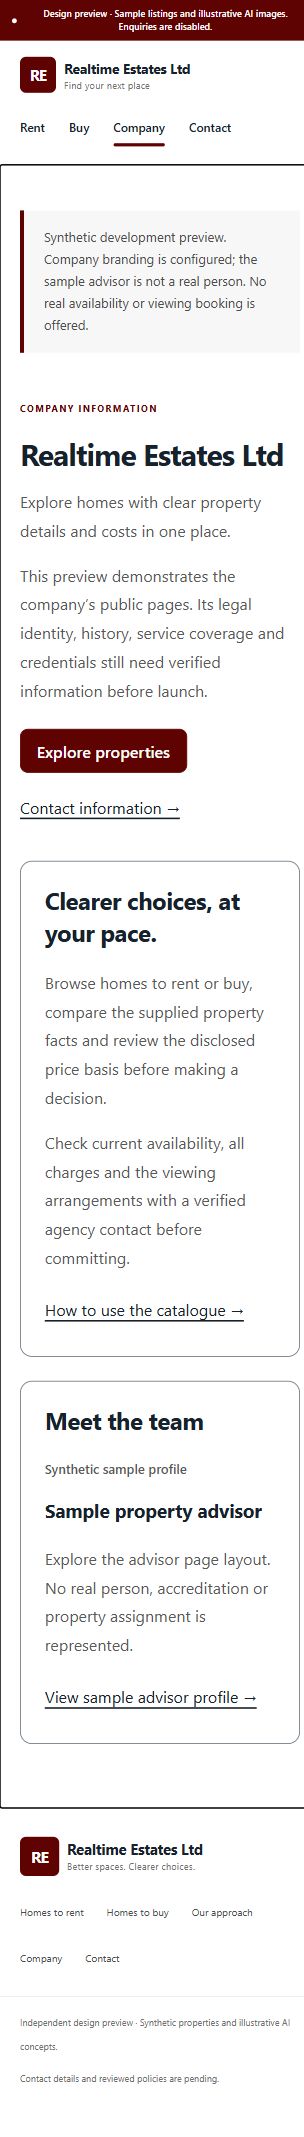 Design preview · Sample listings and illustrative AI images.
Enquiries are disabled.
RE
Realtime Estates Ltd
Find your next place
Rent Buy Company Contact
Synthetic development preview.
Company branding is configured; the
sample advisor is not a real person. No
real availability or viewing booking is
offered.
COMPANY INFORMATION
Realtime Estates Ltd
Explore homes with clear property
details and costs in one place.
This preview demonstrates the
company’s public pages. Its legal
identity, history, service coverage and
credentials still need verified
information before launch.
Explore properties
Contact information →
Clearer choices, at
your pace.
Browse homes to rent or buy,
compare the supplied property
facts and review the disclosed
price basis before making a
decision.
Check current availability, all
charges and the viewing
arrangements with a verified
agency contact before
committing.
How to use the catalogue →
Meet the team
Synthetic sample profile
Sample property advisor
Explore the advisor page layout.
No real person, accreditation or
property assignment is
represented.
View sample advisor profile →
RE
Realtime Estates Ltd
Better spaces. Clearer choices.
Homes to rent Homes to buy Our approach
Company Contact
Independent design preview · Synthetic properties and illustrative AI
concepts.
Contact details and reviewed policies are pending.